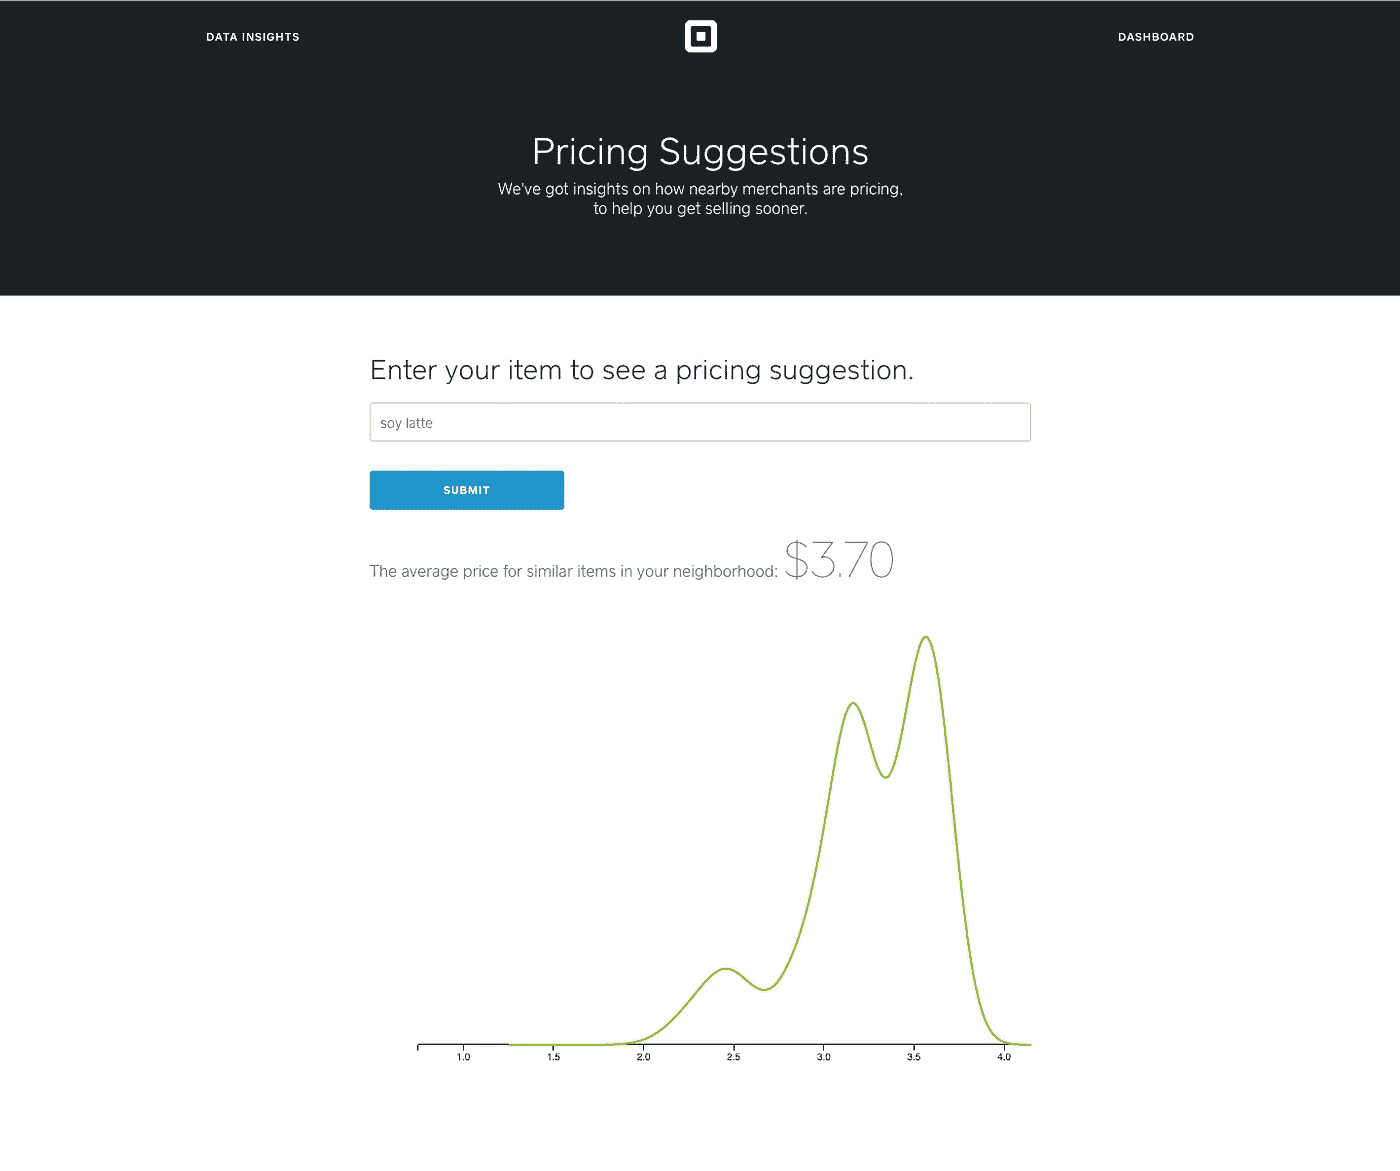 DATA INSIGHTS
DASHBOARD
Pricing Suggestions
We've got insights on how nearby merchants are pricing,
to help you get selling sooner.
Enter your item to see a pricing suggestion.
soy latte
SUBMIT
The average price for similar items in your neighborhood: $3.70
1.0 1.5 2.0 2.5 3.0 3.5 4.0